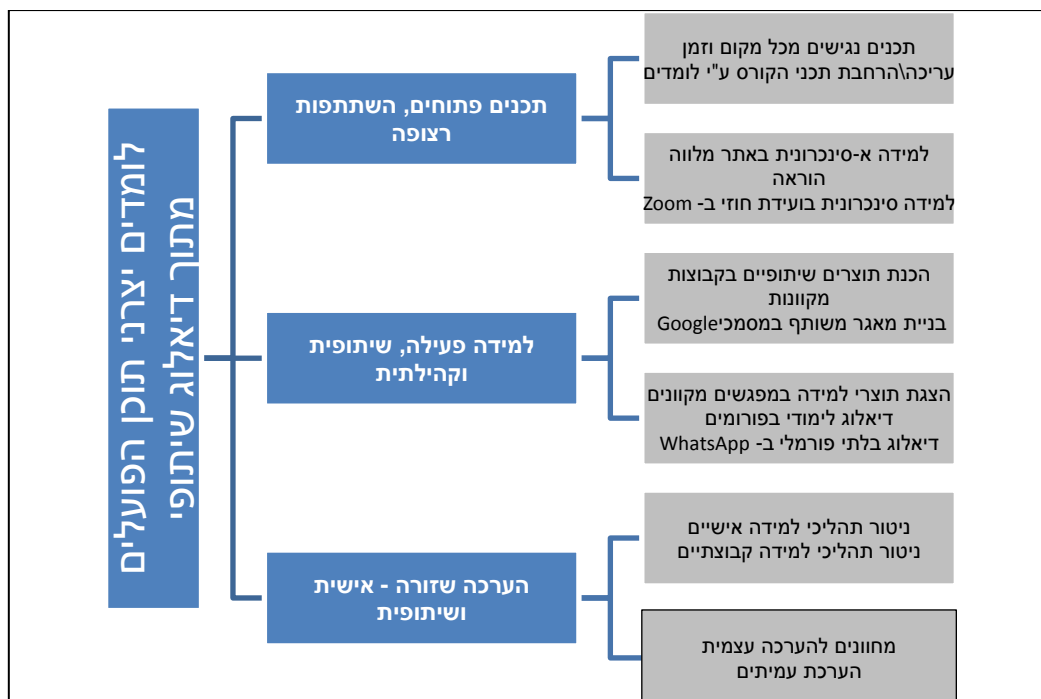 לומדים יצרני תוכן הפועלים
מתוך דיאלוג שיתופי
תכנים פתוחים, השתתפות
רצופה
תכנים נגישים מכל מקום וזמן
עריכה\הרחבת תכני הקורס ע"י לומדים
למידה א-סינכרונית באתר מלווה
הוראה
למידה סינכרונית בועידת חוזי ב- Zoom
למידה פעילה, שיתופית
וקהילתית
הכנת תוצרים שיתופיים בקבוצות
מקוונות
בניית מאגר משותף במסמכיGoogle
הצגת תוצרי למידה במפגשים מקוונים
דיאלוג לימודי בפורומים
דיאלוג בלתי פורמלי ב- WhatsApp
הערכה שזורה - אישית
ושיתופית
ניטור תהליכי למידה אישיים
ניטור תהליכי למידה קבוצתיים
מחוונים להערכה עצמית
הערכת עמיתים